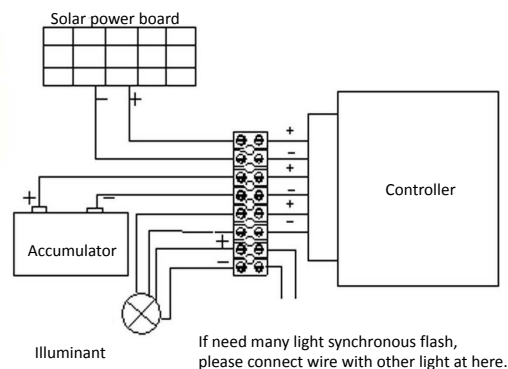 Solar power board
- +
+
-
+
-
+
-
+ -
Accumulator
Controller
+
-
Illuminant
If need many light synchronous flash,
please connect wire with other light at here.